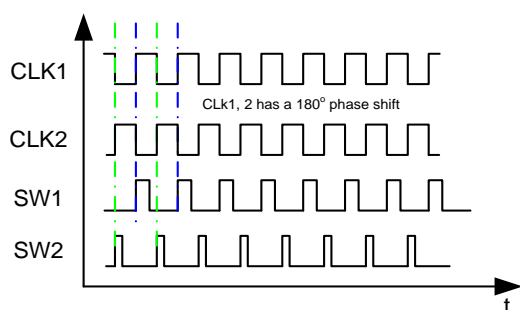 CLK1
CLk1, 2 has a 180° phase shift
CLK2
SW1
SW2
t